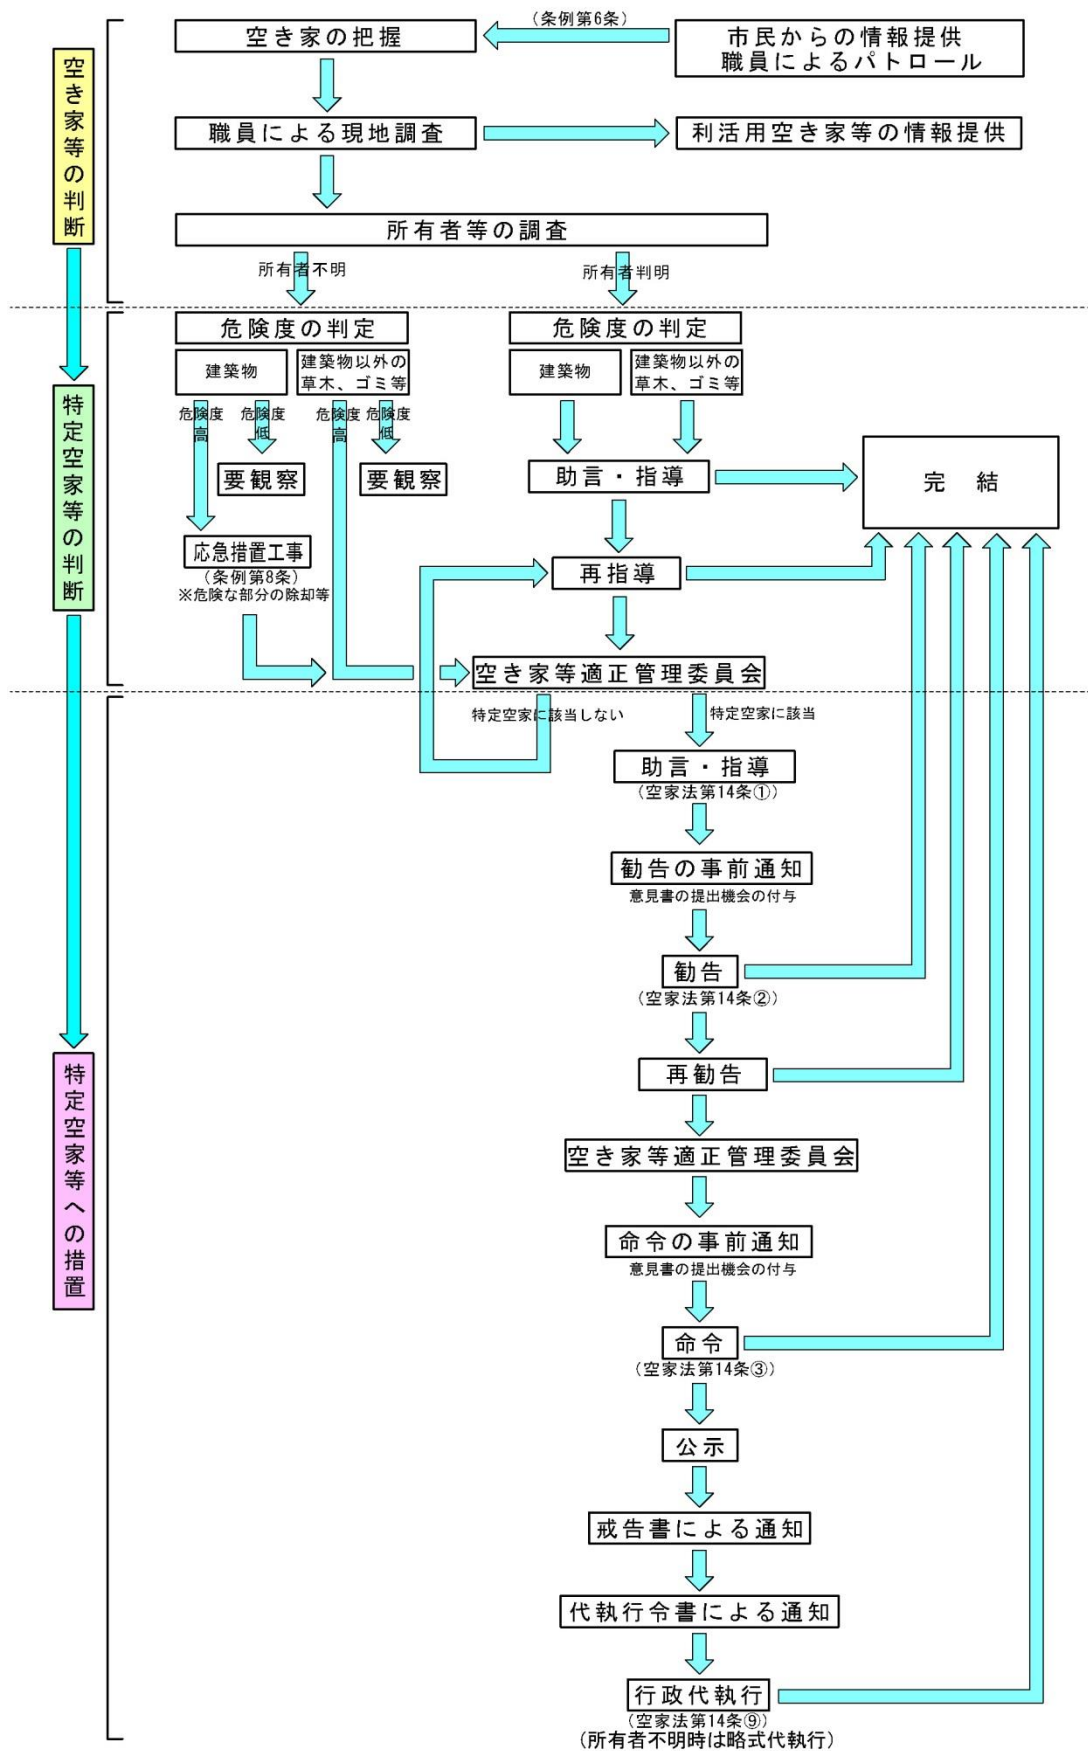 空き家等の判断
(条例第6条)
空き家の把握
市民からの情報提供
職員によるパトロール
職員による現地調査
利活用空き家等の情報提供
所有者等の調査
所有者不明
所有者判明
特定空家等の判断
危険度の判定
建築物
建築物以外の
草木、ゴミ等
危険度
高
危険度
低
危険度
高
危険度
低
要観察
要観察
応急措置工事
(条例第8条)
※危険な部分の除却等
危険度の判定
建築物
建築物以外の
草木、ゴミ等
助言・指導
完 結
再指導
空き家等適正管理委員会
特定空家に該当しない
特定空家に該当
特定空家等への措置
助言・指導
(空家法第14条①)
勧告の事前通知
意見書の提出機会の付与
勧告
(空家法第14条②)
再勧告
空き家等適正管理委員会
命令の事前通知
意見書の提出機会の付与
命令
(空家法第14条③)
公示
戒告書による通知
代執行令書による通知
行政代執行
(空家法第14条⑨)
(所有者不明時は略式代執行)